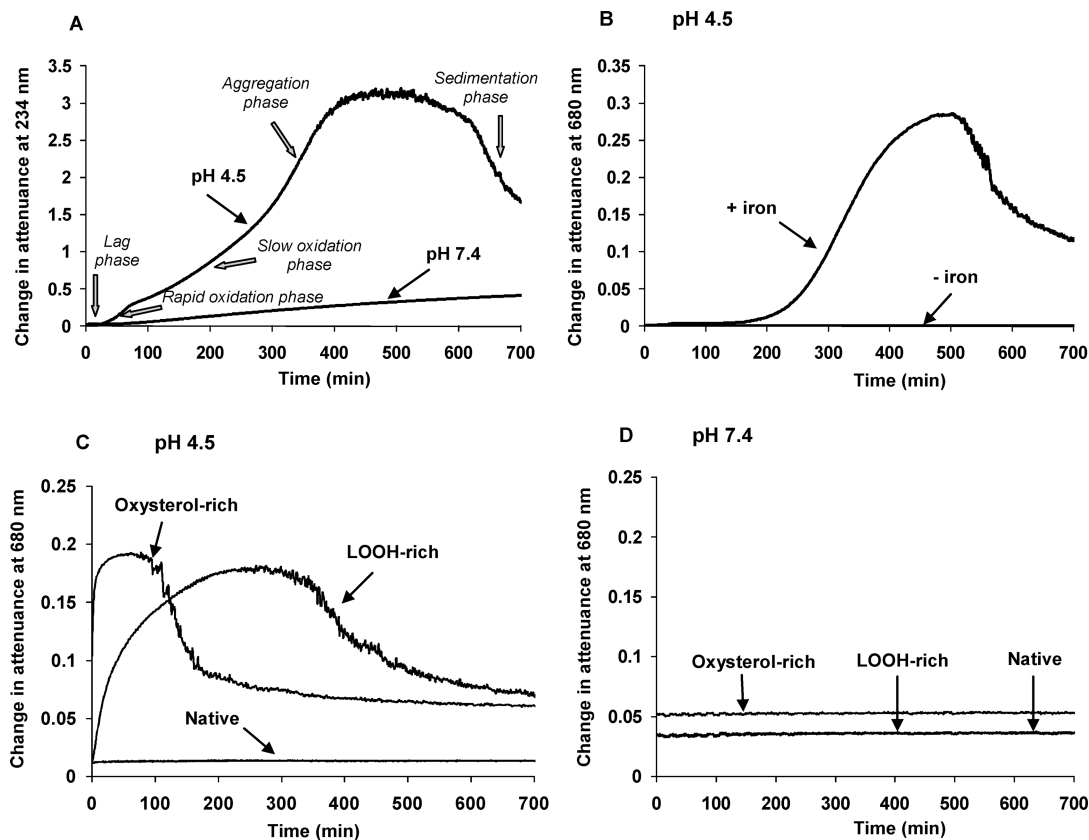 A
Change in attenuance at 234 nm
3.5
3
2.5
2
1.5
1
0.5
0
0 100 200 300 400 500 600 700
Time (min)
Lag
phase
Rapid oxidation phase
Slow oxidation
phase
Aggregation
phase
Sedimentation
phase
pH 4.5
pH 7.4
B pH 4.5
Change in attenuance at 680 nm
0.35
0.3
0.25
0.2
0.15
0.1
0.05
0
0 100 200 300 400 500 600 700
Time (min)
+ iron
- iron
C pH 4.5
Change in attenuance at 680 nm
0.25
0.2
0.15
0.1
0.05
0
0 100 200 300 400 500 600 700
Time (min)
Oxysterol-rich
LOOH-rich
Native
D pH 7.4
Change in attenuance at 680 nm
0.25
0.2
0.15
0.1
0.05
0
0 100 200 300 400 500 600 700
Time (min)
Oxysterol-rich
LOOH-rich
Native